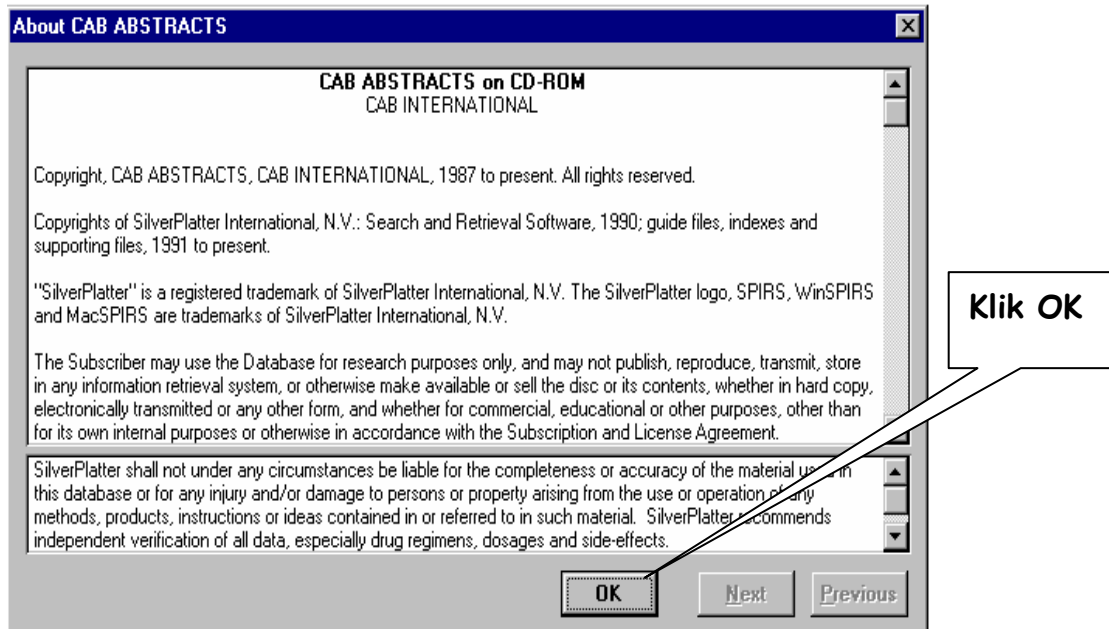 About CAB ABSTRACTS
CAB ABSTRACTS on CD-ROM
CAB INTERNATIONAL
Copyright, CAB ABSTRACTS, CAB INTERNATIONAL, 1987 to present. All rights reserved.
Copyrights of SilverPlatter International, N.V.: Search and Retrieval Software, 1990; guide files, indexes and
supporting files, 1991 to present.
"SilverPlatter" is a registered trademark of SilverPlatter International, N.V. The SilverPlatter logo, SPIRS, WinSPIRS
and MacSPIRS are trademarks of SilverPlatter International, N.V.
Klik OK
The Subscriber may use the Database for research purposes only, and may not publish, reproduce, transmit, store
in any information retrieval system, or otherwise make available or sell the disc or its contents, whether in hard copy,
electronically transmitted or any other form, and whether for commercial, educational or other purposes, other than
for its own internal purposes or otherwise in accordance with the Subscription and License Agreement.
SilverPlatter shall not under any circumstances be liable for the completeness or accuracy of the material used in
this database or for any injury and/or damage to persons or property arising from the use or operation of any
methods, products, instructions or ideas contained in or referred to in such material. SilverPlatter recommends
independent verification of all data, especially drug regimens, dosages and side-effects.
OK
Next
Previous